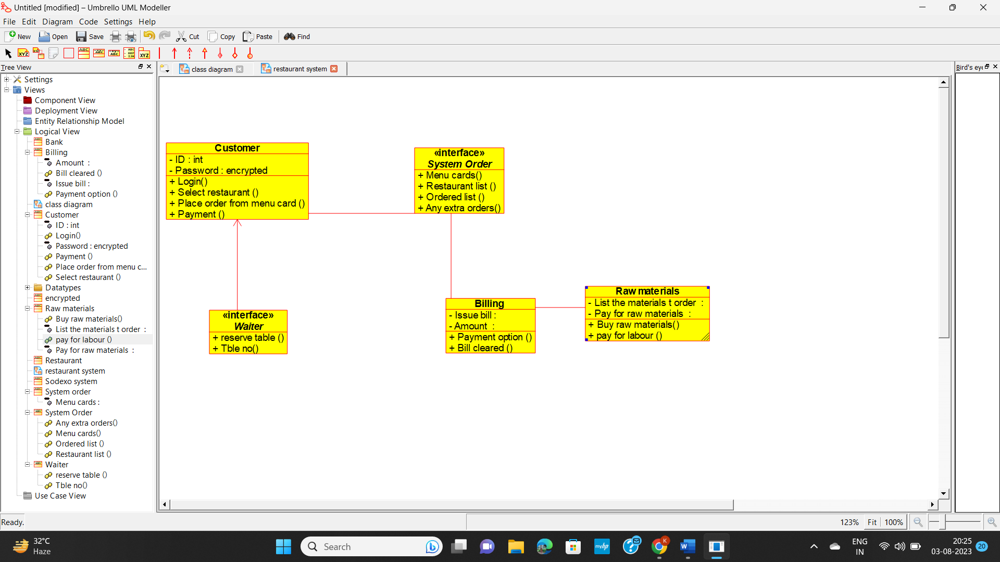 Untitled [modified] – Umbrello UML Modeller
File Edit Diagram Code Settings Help
New Open Save Cut Copy Paste Find
Tree View
class diagram restaurant system
Bird's eye
Settings
Views
Component View
Deployment View
Entity Relationship Model
Logical View
Bank
Billing
Amount :
Bill cleared ()
Issue bill :
Payment option ()
class diagram
Customer
ID : int
Login()
Password : encrypted
Payment ()
Place order from menu c...
Select restaurant ()
Datatypes
encrypted
Raw materials
Buy raw materials()
List the materials t order :
pay for labour ()
Pay for raw materials :
Restaurant
restaurant system
Sodexo system
System order
Menu cards :
System Order
Any extra orders()
Menu cards()
Ordered list ()
Restaurant list ()
Waiter
reserve table ()
Tble no()
Use Case View
Customer
- ID : int
- Password : encrypted
+ Login()
+ Select restaurant ()
+ Place order from menu card ()
+ Payment ()
«interface»
System Order
+ Menu cards()
+ Restaurant list ()
+ Ordered list ()
+ Any extra orders()
«interface»
Waiter
+ reserve table ()
+ Tble no()
Billing
- Issue bill :
- Amount :
+ Payment option ()
+ Bill cleared ()
Raw materials
- List the materials t order :
- Pay for raw materials :
+ Buy raw materials()
+ pay for labour ()
Ready.
123% Fit 100%
32°C
Haze
Search
myhp
ENG
IN
20:25
03-08-2023
20